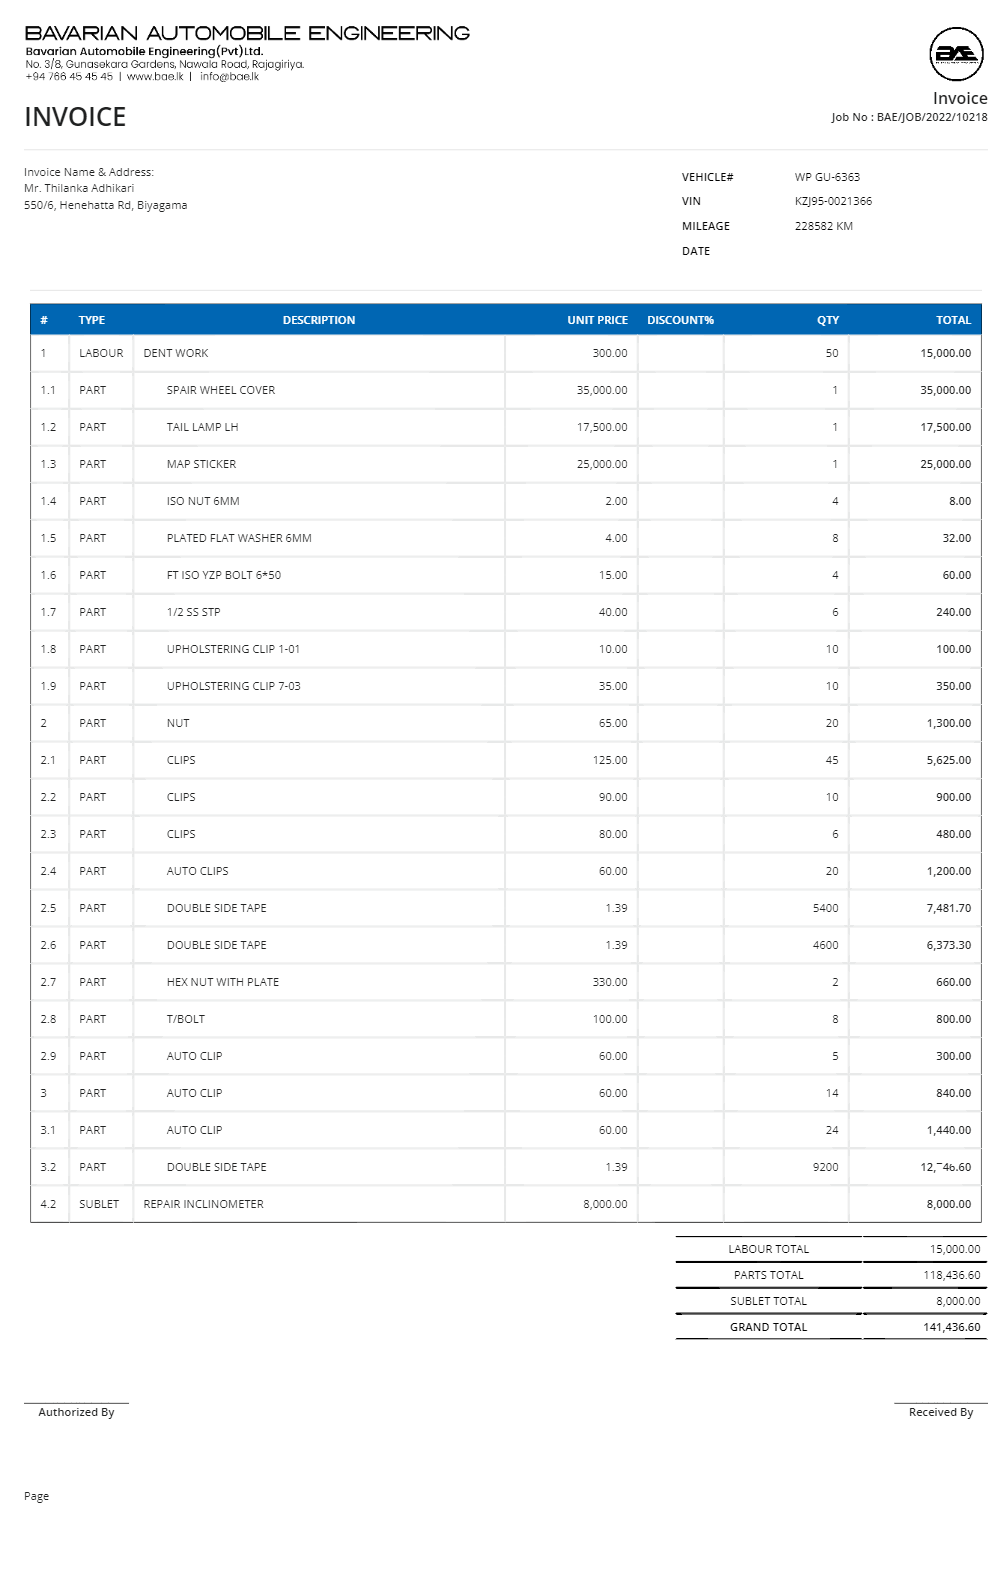 BAVARIAN AUTOMOBILE ENGINEERING
Bavarian Automobile Engineering(Pvt)Ltd.
No. 3/8, Gunasekara Gardens, Nawala Road, Rajagiriya.
+94 766 45 45 45 | www.bae.lk | info@bae.lk
BAE
Invoice
INVOICE
Job No : BAE/JOB/2022/10218
Invoice Name & Address:
Mr. Thilanka Adhikari
550/6, Henehatta Rd, Biyagama
VEHICLE# WP GU-6363
VIN KZJ95-0021366
MILEAGE 228582 KM
DATE
# TYPE DESCRIPTION UNIT PRICE DISCOUNT% QTY TOTAL
1 LABOUR DENT WORK 300.00 50 15,000.00
1.1 PART SPAIR WHEEL COVER 35,000.00 1 35,000.00
1.2 PART TAIL LAMP LH 17,500.00 1 17,500.00
1.3 PART MAP STICKER 25,000.00 1 25,000.00
1.4 PART ISO NUT 6MM 2.00 4 8.00
1.5 PART PLATED FLAT WASHER 6MM 4.00 8 32.00
1.6 PART FT ISO YZP BOLT 6*50 15.00 4 60.00
1.7 PART 1/2 SS STP 40.00 6 240.00
1.8 PART UPHOLSTERING CLIP 1-01 10.00 10 100.00
1.9 PART UPHOLSTERING CLIP 7-03 35.00 10 350.00
2 PART NUT 65.00 20 1,300.00
2.1 PART CLIPS 125.00 45 5,625.00
2.2 PART CLIPS 90.00 10 900.00
2.3 PART CLIPS 80.00 6 480.00
2.4 PART AUTO CLIPS 60.00 20 1,200.00
2.5 PART DOUBLE SIDE TAPE 1.39 5400 7,481.70
2.6 PART DOUBLE SIDE TAPE 1.39 4600 6,373.30
2.7 PART HEX NUT WITH PLATE 330.00 2 660.00
2.8 PART T/BOLT 100.00 8 800.00
2.9 PART AUTO CLIP 60.00 5 300.00
3 PART AUTO CLIP 60.00 14 840.00
3.1 PART AUTO CLIP 60.00 24 1,440.00
3.2 PART DOUBLE SIDE TAPE 1.39 9200 12,746.60
4.2 SUBLET REPAIR INCLINOMETER 8,000.00 8,000.00
LABOUR TOTAL 15,000.00
PARTS TOTAL 118,436.60
SUBLET TOTAL 8,000.00
GRAND TOTAL 141,436.60
Authorized By Received By
Page